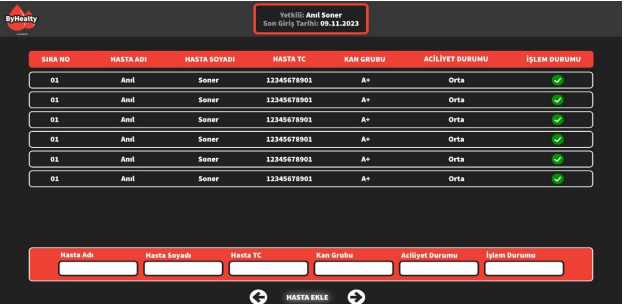 ByHealty
Yetkili: Anıl Soner
Son Giriş Tarihi: 09.11.2023
SIRA NO HASTA ADI HASTA SOYADI HASTA TC KAN GRUBU ACİLİYET DURUMU İŞLEM DURUMU
01 Anıl Soner 12345678901 A+ Orta
01 Anıl Soner 12345678901 A+ Orta
01 Anıl Soner 12345678901 A+ Orta
01 Anıl Soner 12345678901 A+ Orta
01 Anıl Soner 12345678901 A+ Orta
01 Anıl Soner 12345678901 A+ Orta
Hasta Adı Hasta Soyadı Hasta TC Kan Grubu Aciliyet Durumu İşlem Durumu
HASTA EKLE